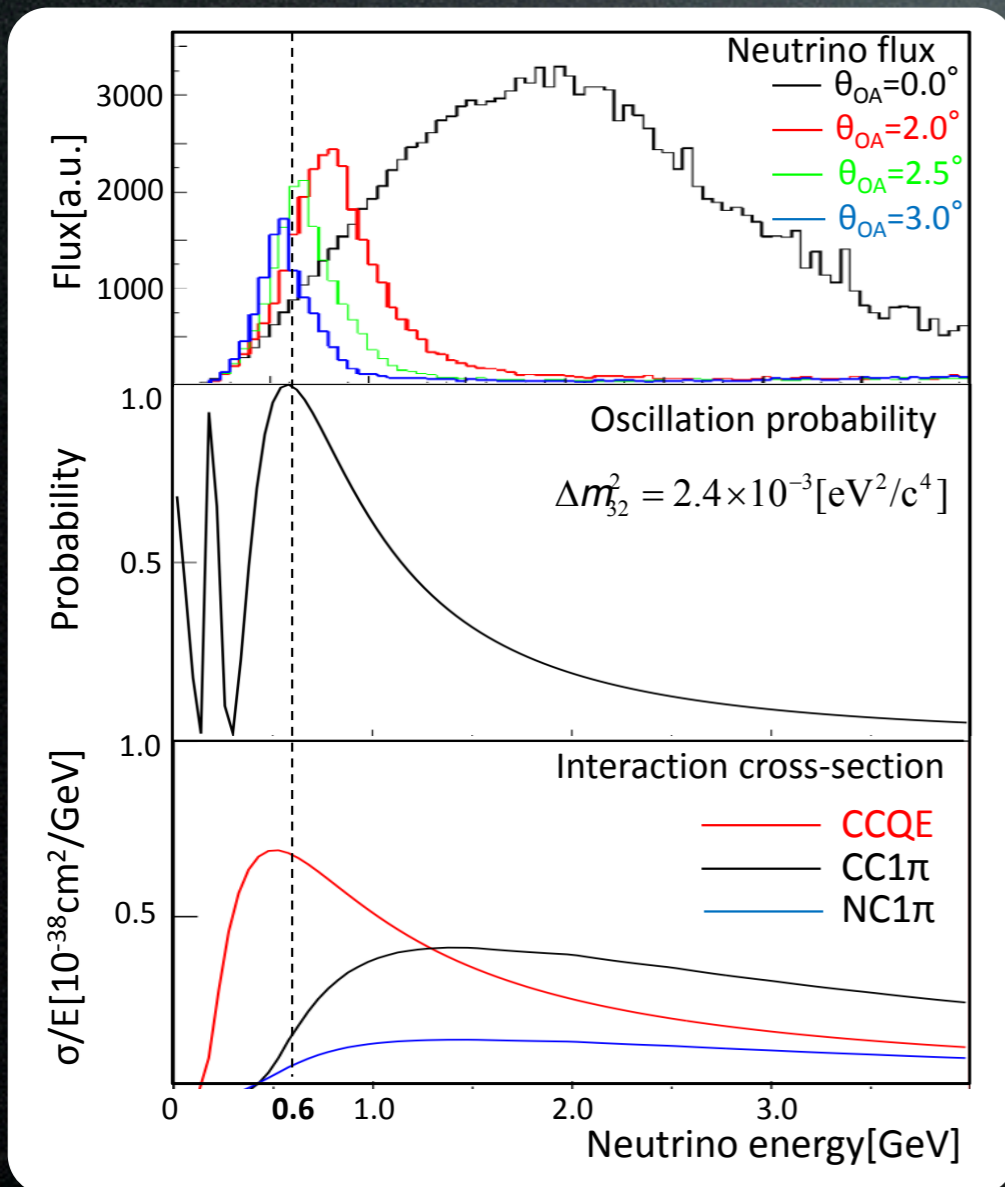 Neutrino flux
θOA=0.0°
θOA=2.0°
θOA=2.5°
θOA=3.0°
Flux[a.u.]
3000
2000
1000
Oscillation probability
Δm²₃₂ = 2.4×10⁻³[eV²/c⁴]
Probability
1.0
0.5
Interaction cross-section
CCQE
CC1π
NC1π
σ/E[10⁻³⁸cm²/GeV]
1.0
0.5
0 0.6 1.0 2.0 3.0
Neutrino energy[GeV]